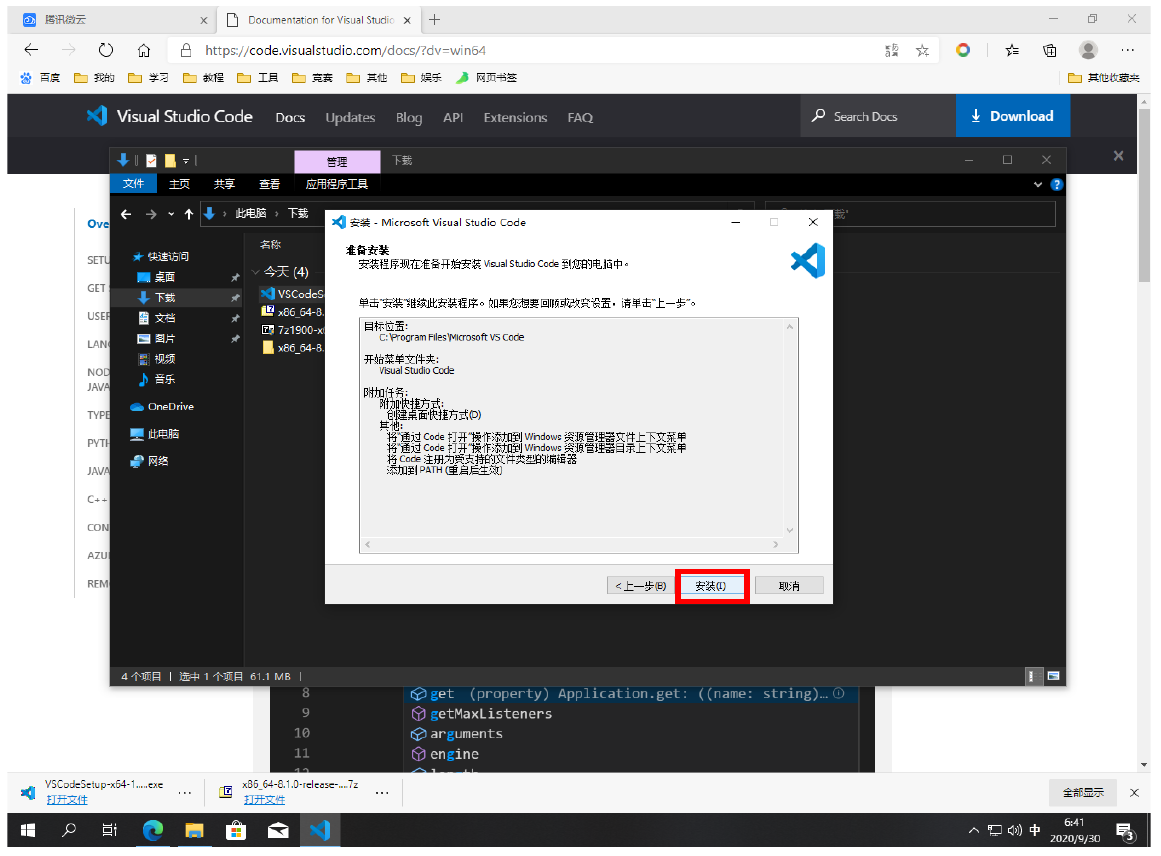 腾讯微云
Documentation for Visual Studio
https://code.visualstudio.com/docs/?dv=win64
百度 我的 学习 教程 工具 竞赛 其他 娱乐 网页书签 其他收藏夹
Visual Studio Code Docs Updates Blog API Extensions FAQ Search Docs Download
管理 下载
文件 主页 共享 查看 应用程序工具
此电脑 › 下载
Ove
SETU
GET
USER
LANG
NOD
JAVA
TYPE
PYTH
JAVA
C++
CON
AZUR
REM
快速访问
桌面
下载
文档
图片
视频
音乐
OneDrive
此电脑
网络
名称
今天 (4)
VSCodeS
x86_64-8.
7z1900-x
x86_64-8.
安装 - Microsoft Visual Studio Code
准备安装
安装程序现在准备开始安装 Visual Studio Code 到您的电脑中。
单击“安装”继续此安装程序。如果您想要回顾或改变设置，请单击“上一步”。
目标位置:
C:\Program Files\Microsoft VS Code
开始菜单文件夹:
Visual Studio Code
附加任务:
附加快捷方式:
创建桌面快捷方式(D)
其他:
将“通过 Code 打开“操作添加到 Windows 资源管理器文件上下文菜单
将“通过 Code 打开“操作添加到 Windows 资源管理器目录上下文菜单
将 Code 注册为受支持的文件类型的编辑器
添加到 PATH (重启后生效)
< 上一步(B) 安装(I) 取消
4 个项目 | 选中 1 个项目 61.1 MB |
8 get (property) Application.get: ((name: string)…
9 getMaxListeners
10 arguments
11 engine
12 length
VSCodeSetup-x64-1.....exe
打开文件
x86_64-8.1.0-release-....7z
打开文件
全部显示
中
6:41
2020/9/30
3